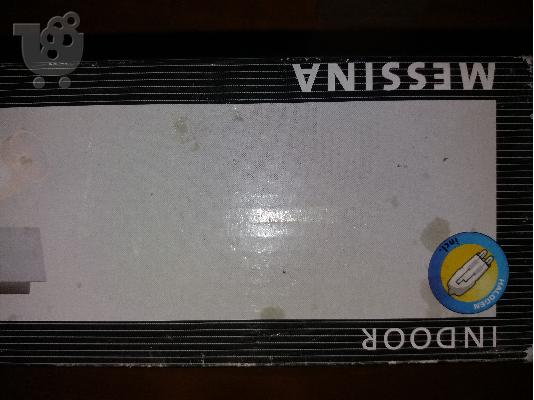 INDOOR
HALOGEN
incl.
MESSINA